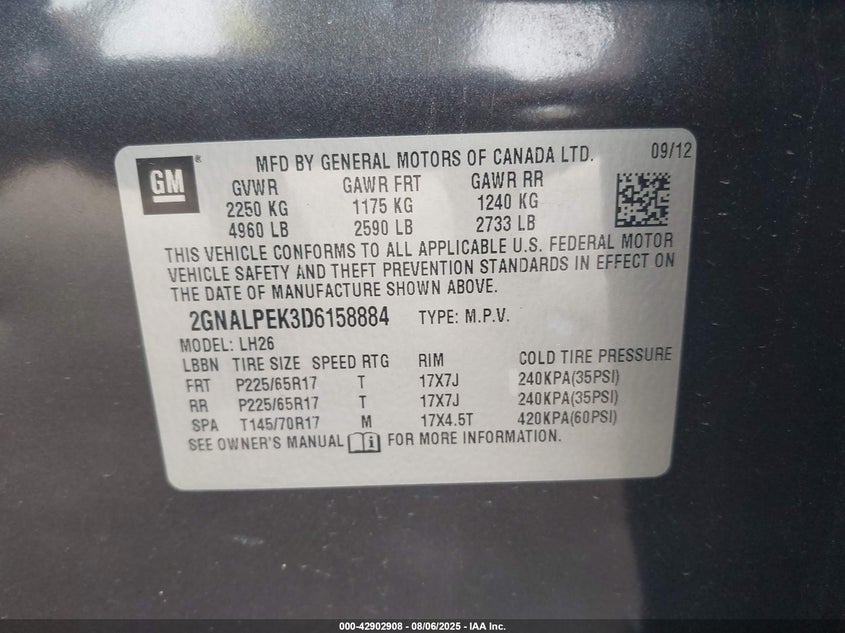 GM ® MFD BY GENERAL MOTORS OF CANADA LTD. 09/12
GVWR GAWR FRT GAWR RR
2250 KG 1175 KG 1240 KG
4960 LB 2590 LB 2733 LB
THIS VEHICLE CONFORMS TO ALL APPLICABLE U.S. FEDERAL MOTOR
VEHICLE SAFETY AND THEFT PREVENTION STANDARDS IN EFFECT ON
THE DATE OF MANUFACTURE SHOWN ABOVE.
2GNALPEK3D6158884 TYPE: M.P.V.
MODEL: LH26
LBBN TIRE SIZE SPEED RTG RIM COLD TIRE PRESSURE
FRT P225/65R17 T 17X7J 240KPA(35PSI)
RR P225/65R17 T 17X7J 240KPA(35PSI)
SPA T145/70R17 M 17X4.5T 420KPA(60PSI)
SEE OWNER'S MANUAL i FOR MORE INFORMATION.
000-42902908 - 08/06/2025 - IAA Inc.